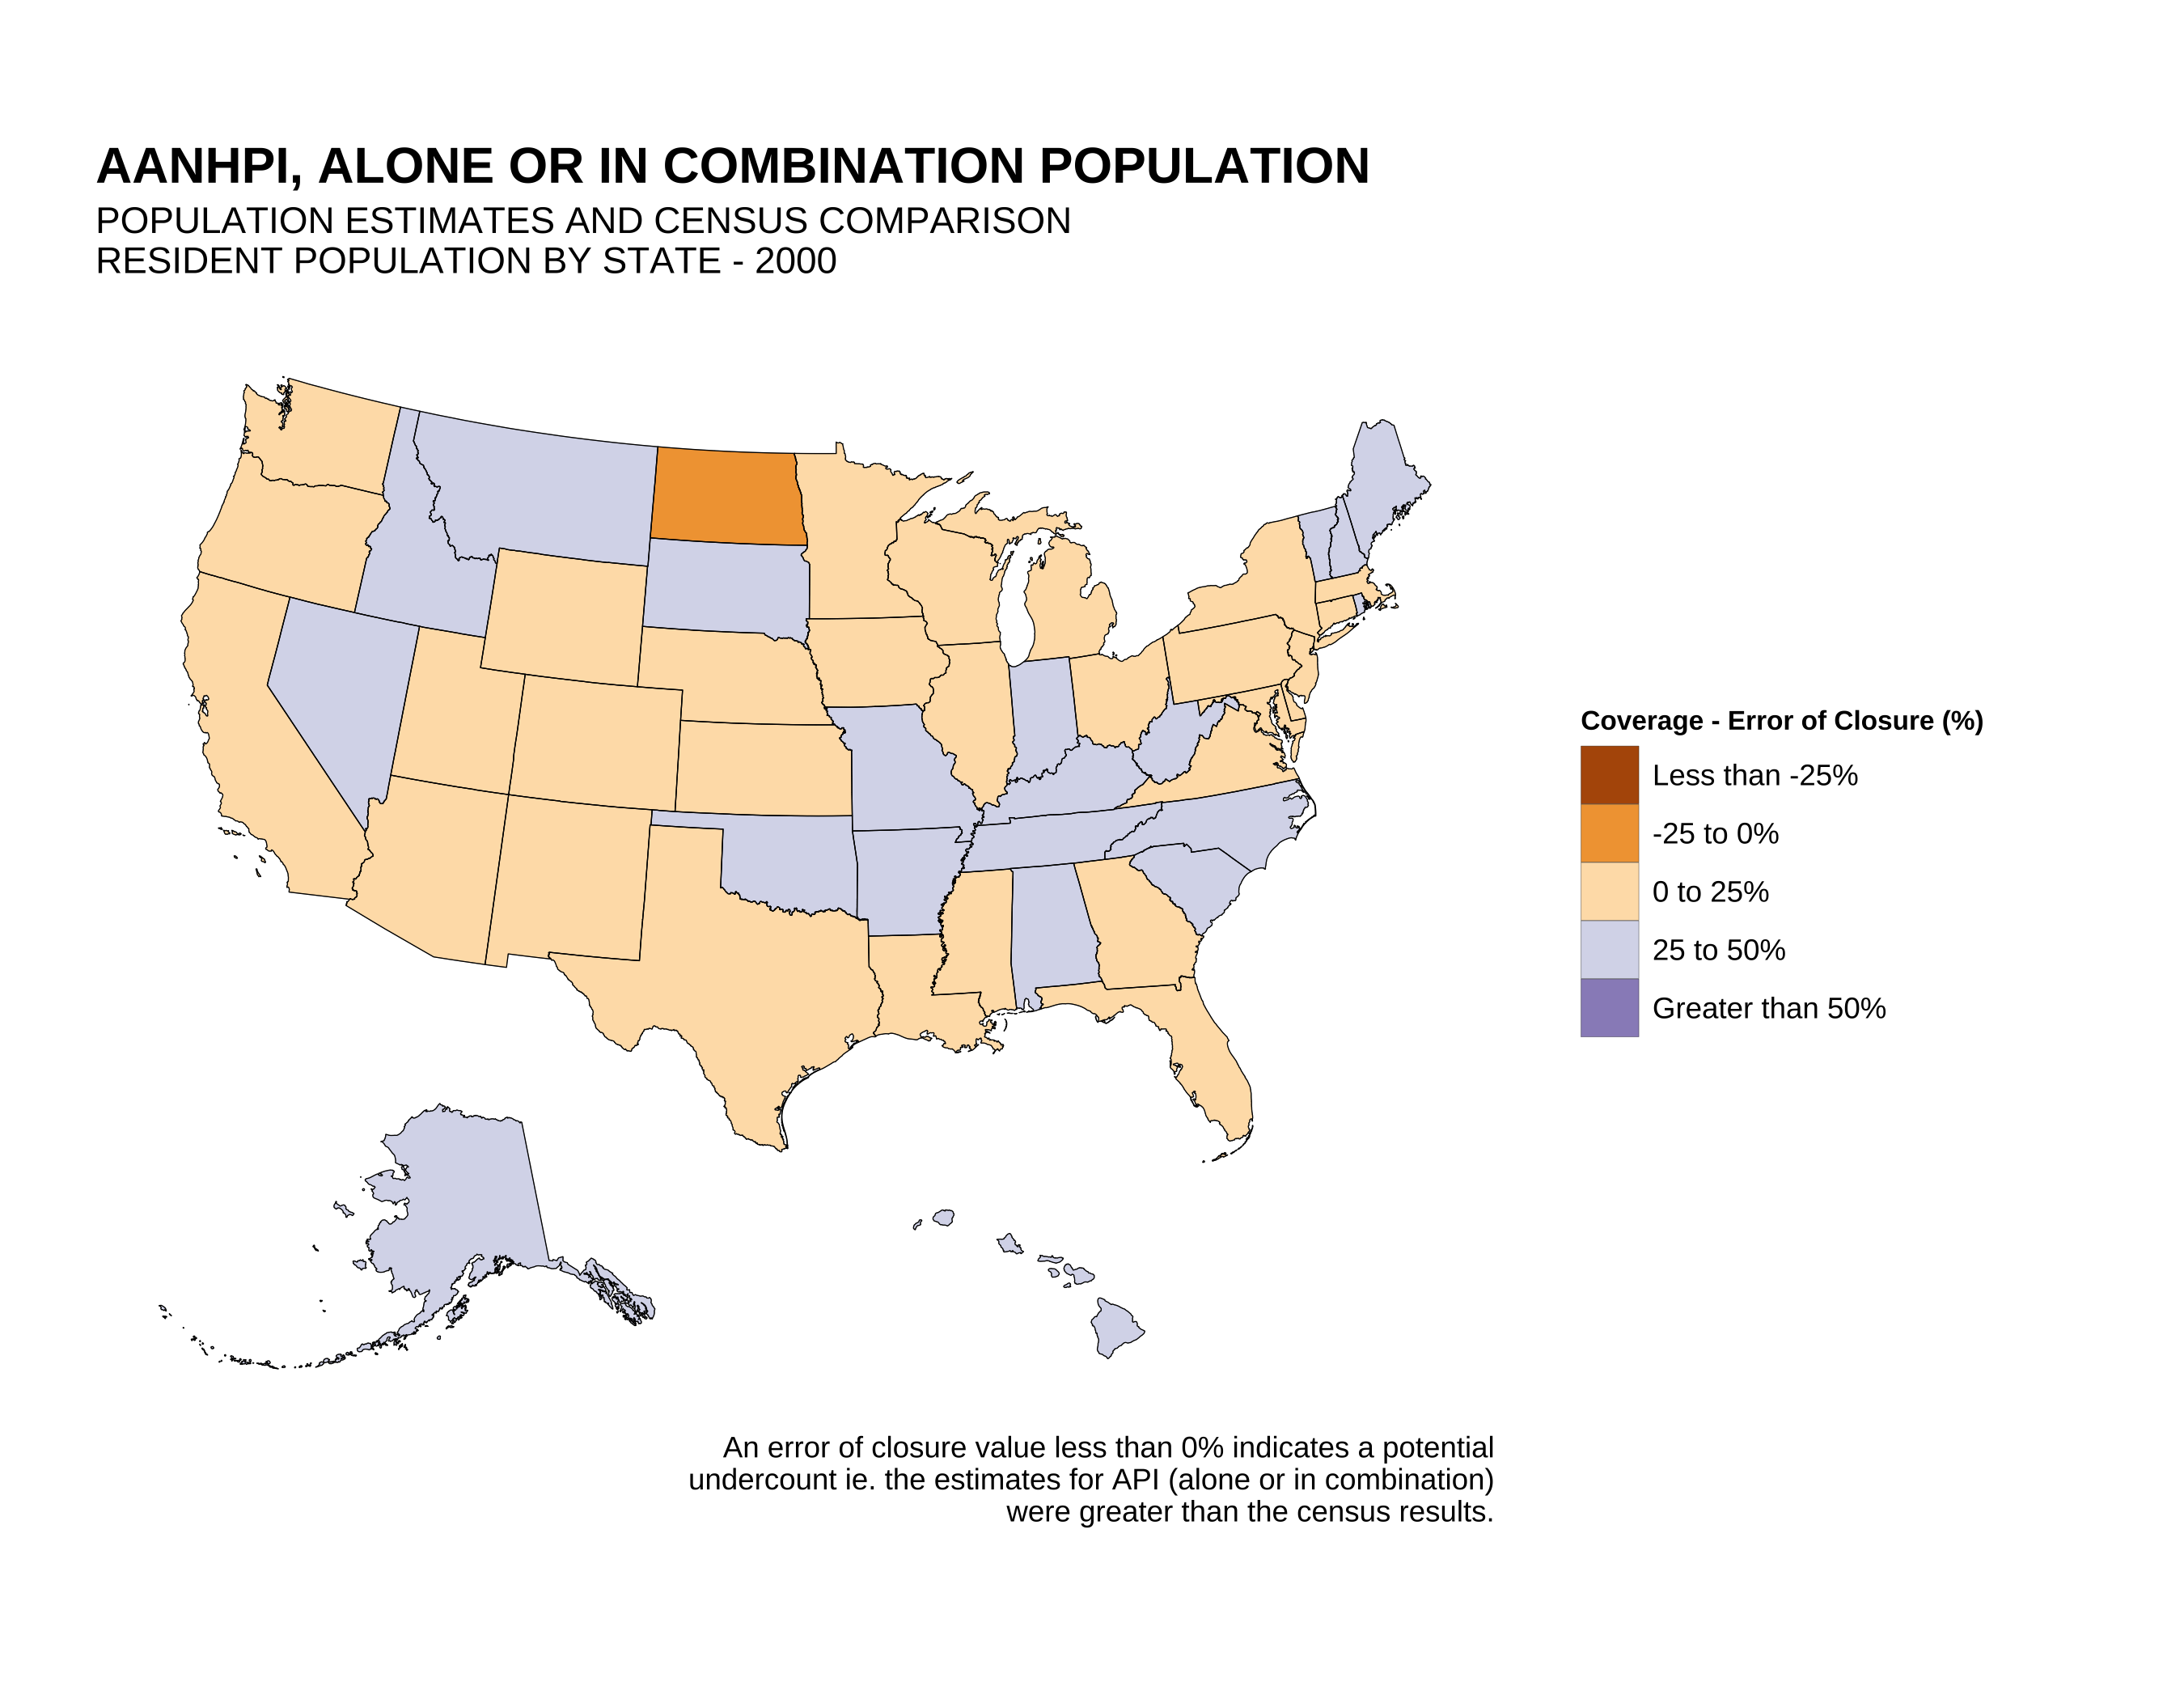 AANHPI, ALONE OR IN COMBINATION POPULATION
POPULATION ESTIMATES AND CENSUS COMPARISON
RESIDENT POPULATION BY STATE - 2000
Coverage - Error of Closure (%)
Less than -25%
-25 to 0%
0 to 25%
25 to 50%
Greater than 50%
An error of closure value less than 0% indicates a potential
undercount ie. the estimates for API (alone or in combination)
were greater than the census results.